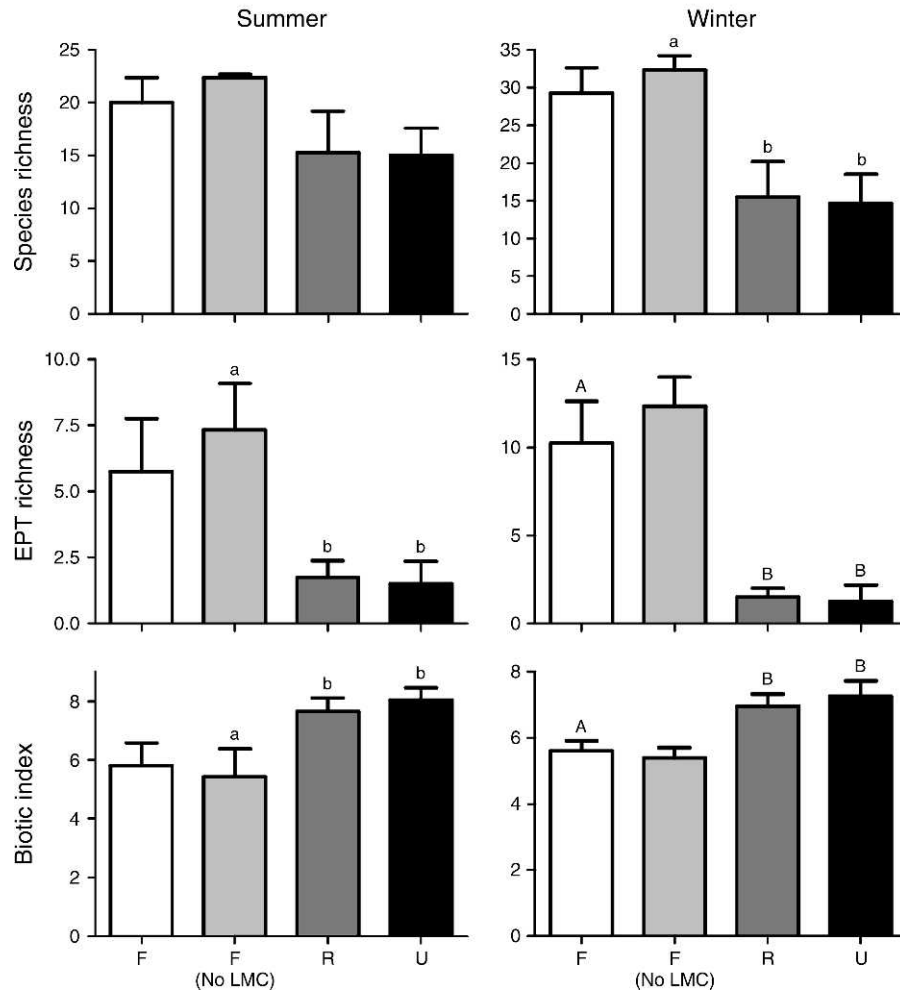 Summer
Winter
Species richness
25
20
15
10
5
0
a
b
b
35
30
25
20
15
10
5
0
EPT richness
10.0
7.5
5.0
2.5
0.0
a
b
b
A
B
B
15
10
5
0
Biotic index
8
6
4
2
0
a
b
b
A
B
B
8
6
4
2
0
F F R U
(No LMC)
F F R U
(No LMC)